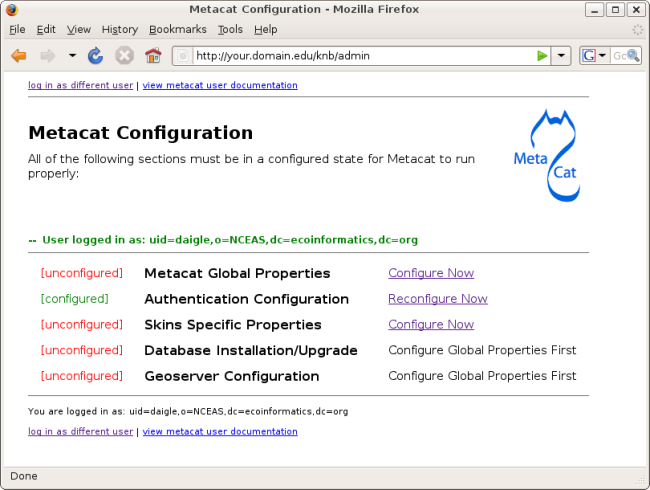 Metacat Configuration - Mozilla Firefox
File Edit View History Bookmarks Tools Help
http://your.domain.edu/knb/admin
G Go
log in as different user | view metacat user documentation
Metacat Configuration
All of the following sections must be in a configured state for Metacat to run
properly:
Meta
Cat
-- User logged in as: uid=daigle,o=NCEAS,dc=ecoinformatics,dc=org
[unconfigured] Metacat Global Properties Configure Now
[configured] Authentication Configuration Reconfigure Now
[unconfigured] Skins Specific Properties Configure Now
[unconfigured] Database Installation/Upgrade Configure Global Properties First
[unconfigured] Geoserver Configuration Configure Global Properties First
You are logged in as: uid=daigle,o=NCEAS,dc=ecoinformatics,dc=org
log in as different user | view metacat user documentation
Done